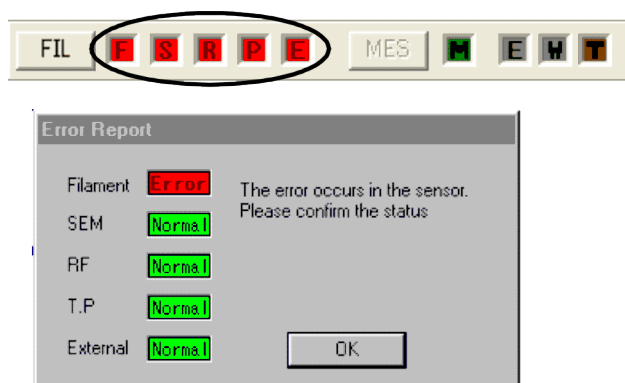 FIL F S R P E MES M E W T
Error Report
Filament Error
The error occurs in the sensor.
Please confirm the status
SEM Normal
RF Normal
T.P Normal
External Normal
OK